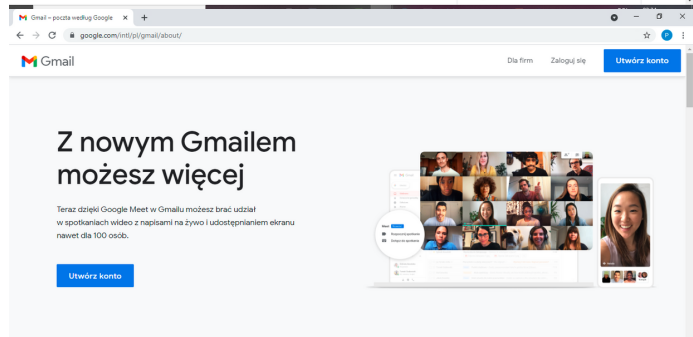 Gmail – poczta według Google
google.com/intl/pl/gmail/about/
P
Gmail
Dla firm
Zaloguj się
Utwórz konto
Z nowym Gmailem
możesz więcej
Teraz dzięki Google Meet w Gmailu możesz brać udział
w spotkaniach wideo z napisami na żywo i udostępnianiem ekranu
nawet dla 100 osób.
Utwórz konto
Meet